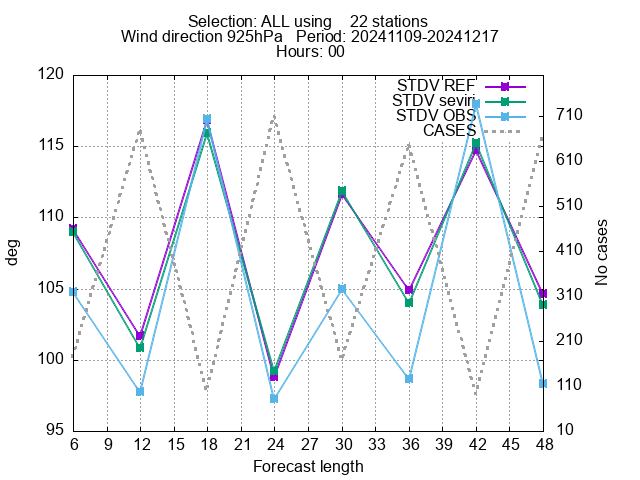 Selection: ALL using 22 stations
Wind direction 925hPa Period: 20241109-20241217
Hours: 00
STDV REF
STDV seviri
STDV OBS
CASES
120
115
110
105
100
95
deg
710
610
510
410
310
210
110
10
No cases
6 9 12 15 18 21 24 27 30 33 36 39 42 45 48
Forecast length